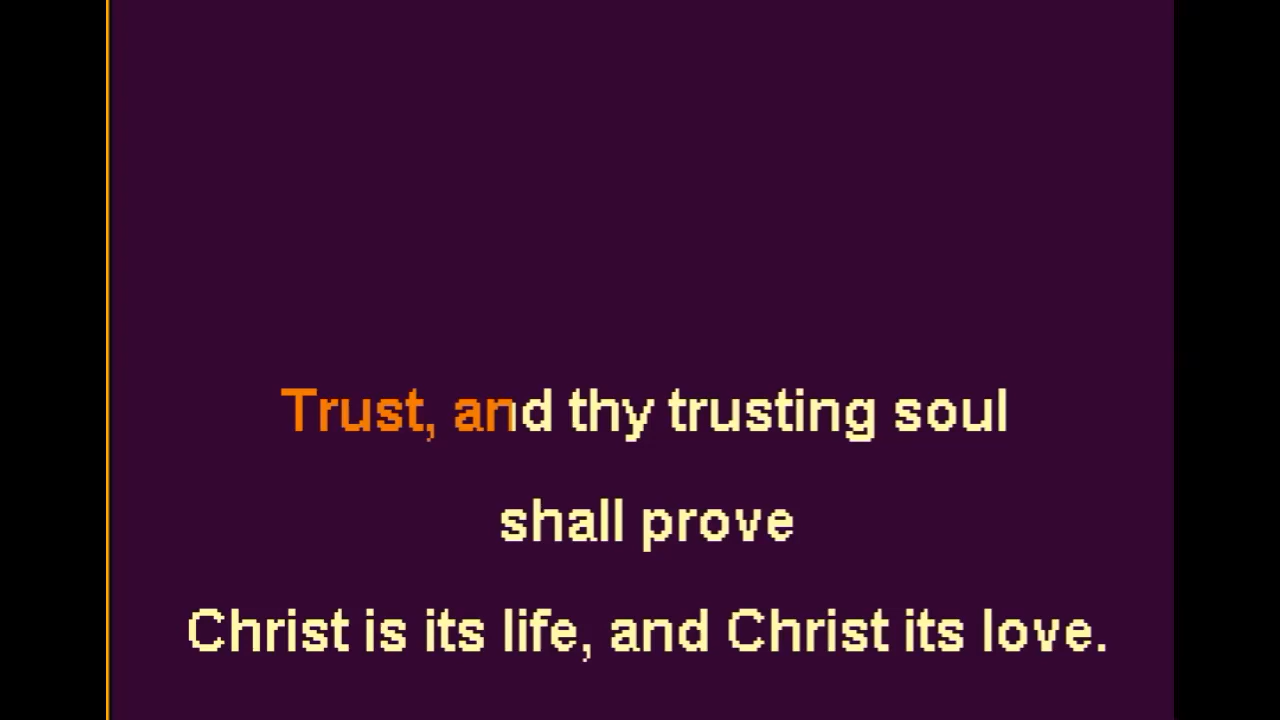 Trust, and thy trusting soul
shall prove
Christ is its life, and Christ its love.